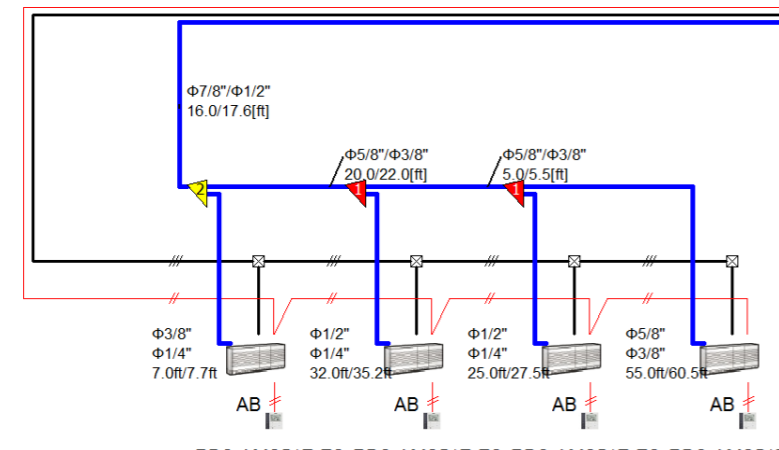 Φ7/8"/Φ1/2"
16.0/17.6[ft]
Φ5/8"/Φ3/8"
20.0/22.0[ft]
Φ5/8"/Φ3/8"
5.0/5.5[ft]
2
1
1
Φ3/8"
Φ1/4"
7.0ft/7.7ft
Φ1/2"
Φ1/4"
32.0ft/35.2ft
Φ1/2"
Φ1/4"
25.0ft/27.5ft
Φ5/8"
Φ3/8"
55.0ft/60.5ft
AB
AB
AB
AB